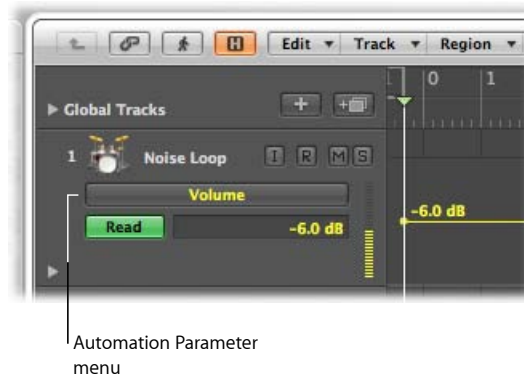 H Edit Track Region
0 1
Global Tracks
1 Noise Loop I R M S
Volume
Read -6.0 dB
-6.0 dB
Automation Parameter
menu